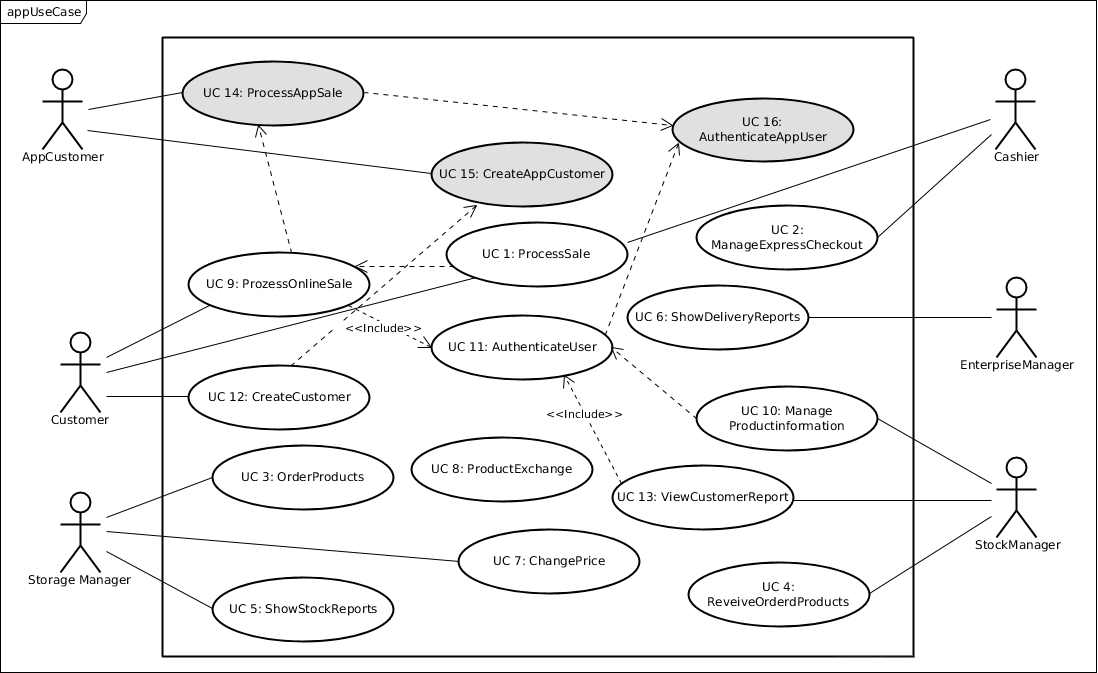 appUseCase
UC 14: ProcessAppSale
UC 16:
AuthenticateAppUser
AppCustomer
Cashier
UC 15: CreateAppCustomer
UC 2:
ManageExpressCheckout
UC 1: ProcessSale
UC 9: ProzessOnlineSale
UC 6: ShowDeliveryReports
<<Include>>
UC 11: AuthenticateUser
EnterpriseManager
UC 12: CreateCustomer
Customer
<<Include>>
UC 10: Manage
Productinformation
UC 3: OrderProducts
UC 8: ProductExchange
UC 13: ViewCustomerReport
StockManager
UC 7: ChangePrice
Storage Manager
UC 4:
ReveiveOrderdProducts
UC 5: ShowStockReports